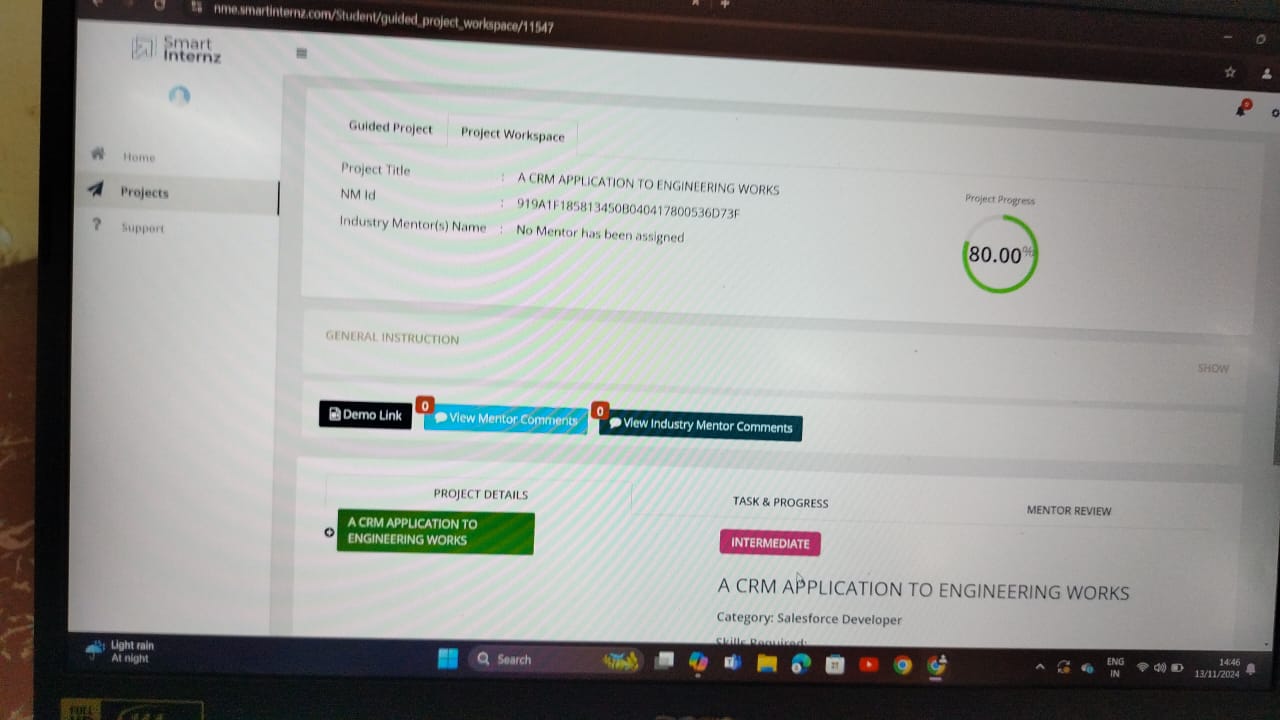 nme.smartinternz.com/Student/guided_project_workspace/11547
Smart
Internz
Home
Projects
Support
Guided Project
Project Workspace
Project Title : A CRM APPLICATION TO ENGINEERING WORKS
NM Id : 919A1F185813450B040417800536D73F
Industry Mentor(s) Name : No Mentor has been assigned
Project Progress
80.00%
GENERAL INSTRUCTION
SHOW
Demo Link
0
View Mentor Comments
0
View Industry Mentor Comments
PROJECT DETAILS
TASK & PROGRESS
MENTOR REVIEW
A CRM APPLICATION TO
ENGINEERING WORKS
INTERMEDIATE
A CRM APPLICATION TO ENGINEERING WORKS
Category: Salesforce Developer
Skills Required:
Light rain
At night
Search
ENG
IN
14:46
13/11/2024
FULL